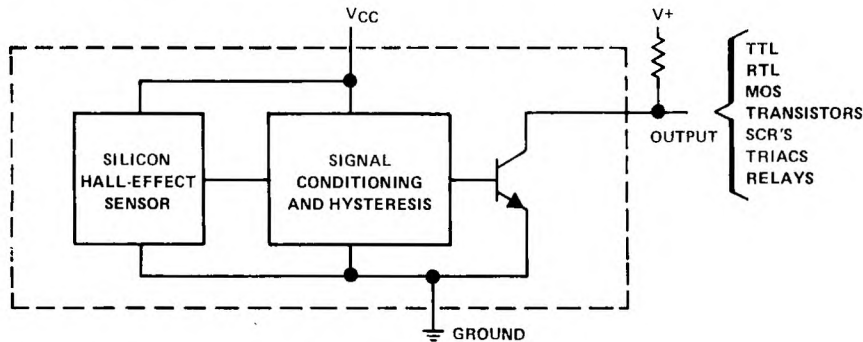 VCC
V+
TTL
RTL
MOS
TRANSISTORS
SCR'S
TRIACS
RELAYS
OUTPUT
SILICON
HALL-EFFECT
SENSOR
SIGNAL
CONDITIONING
AND HYSTERESIS
GROUND